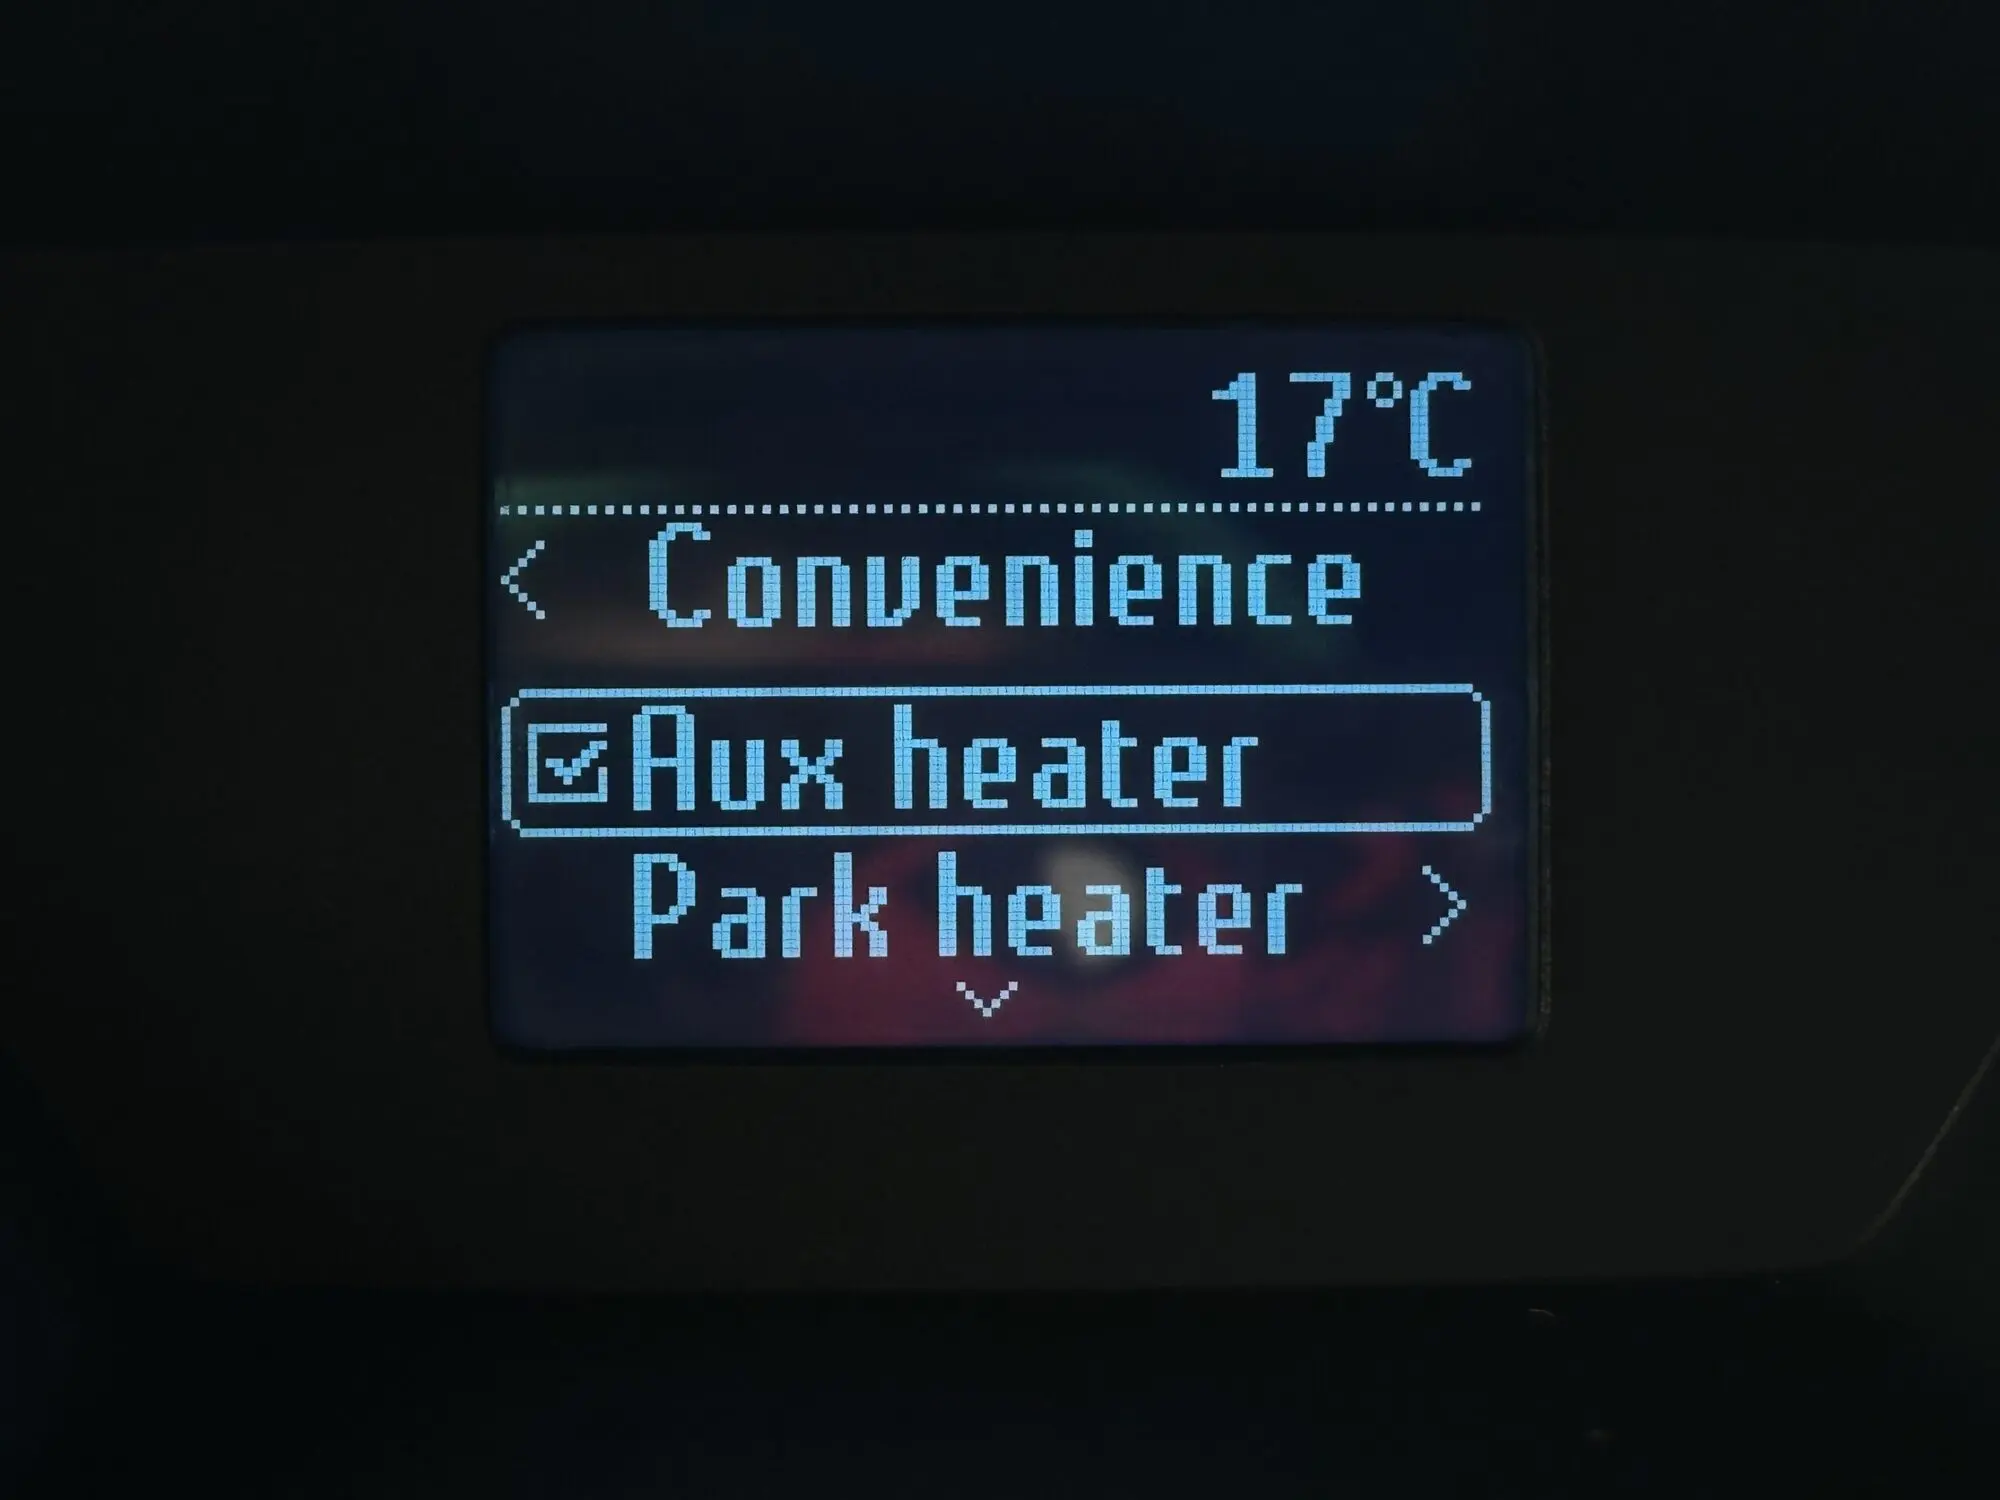 17°C
Convenience
Aux heater
Park heater